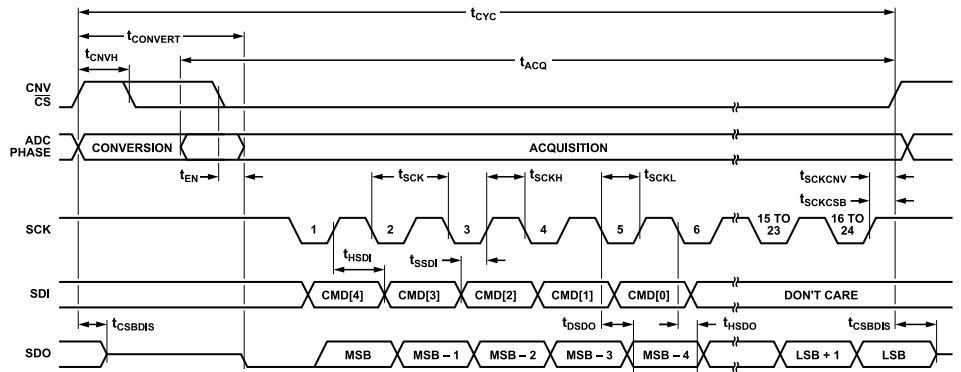 tCYC
tCONVERT
tCNVH
tACQ
CNV
CS
ADC
PHASE
CONVERSION
ACQUISITION
tEN
tSCK
tSCKH
tSCKL
tSCKCNV
tSCKCSB
SCK
1
2
3
4
5
6
15 TO
23
16 TO
24
tHSDI
tSSDI
SDI
CMD[4]
CMD[3]
CMD[2]
CMD[1]
CMD[0]
DON'T CARE
tCSBDIS
tDSDO
tHSDO
tCSBDIS
SDO
MSB
MSB – 1
MSB – 2
MSB – 3
MSB – 4
LSB + 1
LSB